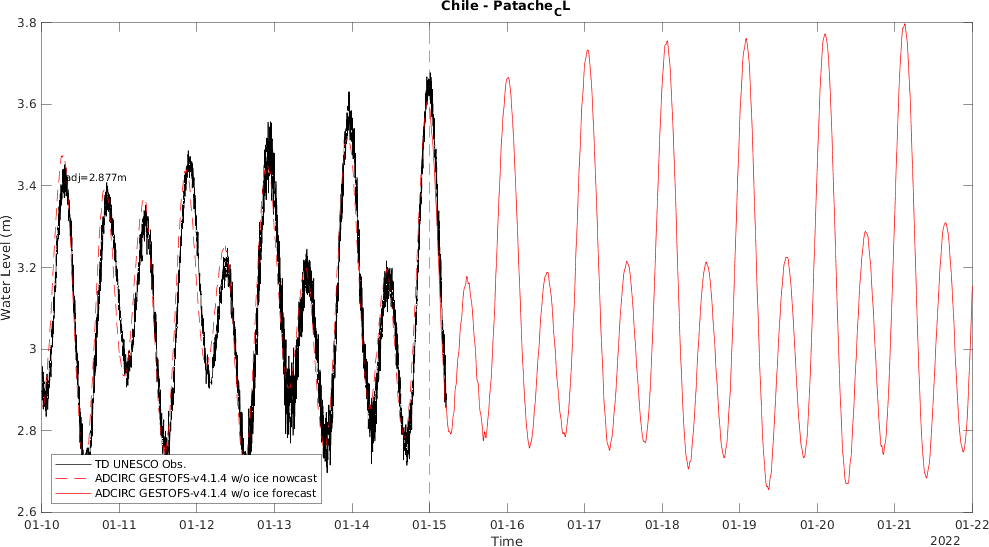 Chile - Patache_CL
3.8
3.6
3.4
3.2
3
2.8
2.6
Water Level (m)
adj=2.877m
TD UNESCO Obs.
ADCIRC GESTOFS-v4.1.4 w/o ice nowcast
ADCIRC GESTOFS-v4.1.4 w/o ice forecast
01-10 01-11 01-12 01-13 01-14 01-15 01-16 01-17 01-18 01-19 01-20 01-21 01-22
Time
2022